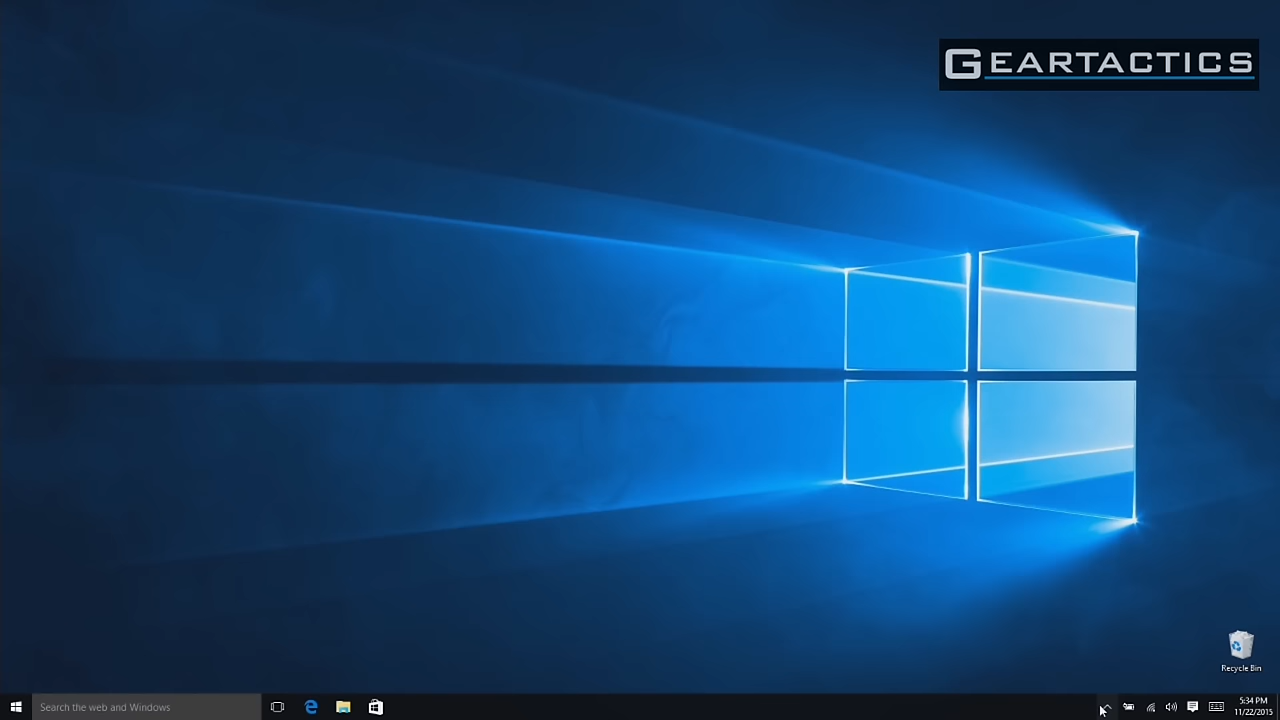 GEARTACTICS
Recycle Bin
Search the web and Windows
5:34 PM
11/22/2015